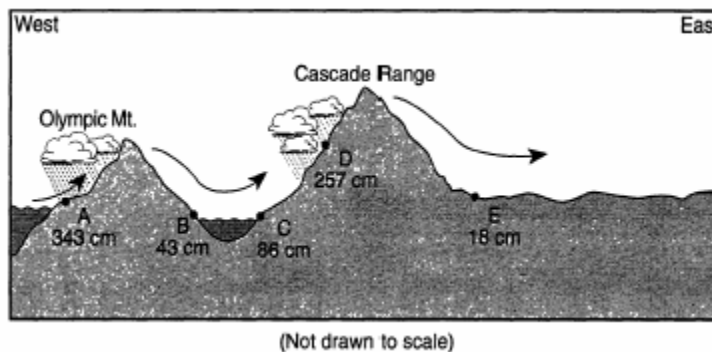 West
East
Cascade Range
Olympic Mt.
D
257 cm
A
343 cm
B
43 cm
C
86 cm
E
18 cm
(Not drawn to scale)